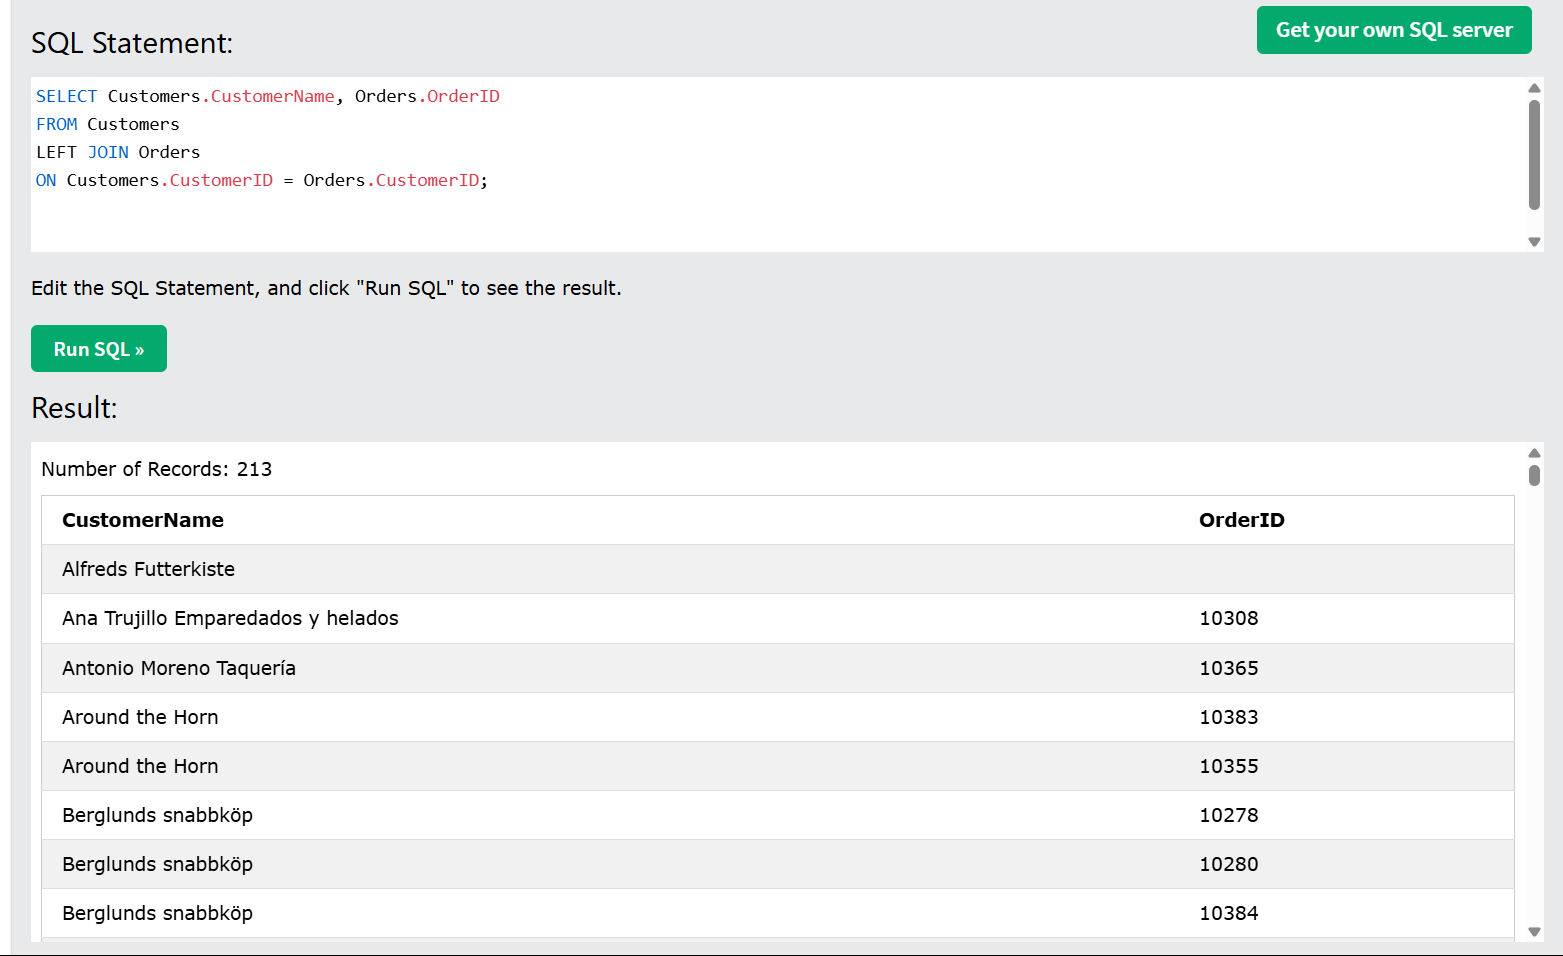 SQL Statement:
Get your own SQL server
SELECT Customers.CustomerName, Orders.OrderID
FROM Customers
LEFT JOIN Orders
ON Customers.CustomerID = Orders.CustomerID;
Edit the SQL Statement, and click "Run SQL" to see the result.
Run SQL »
Result:
Number of Records: 213
CustomerName OrderID
Alfreds Futterkiste
Ana Trujillo Emparedados y helados 10308
Antonio Moreno Taquería 10365
Around the Horn 10383
Around the Horn 10355
Berglunds snabbköp 10278
Berglunds snabbköp 10280
Berglunds snabbköp 10384